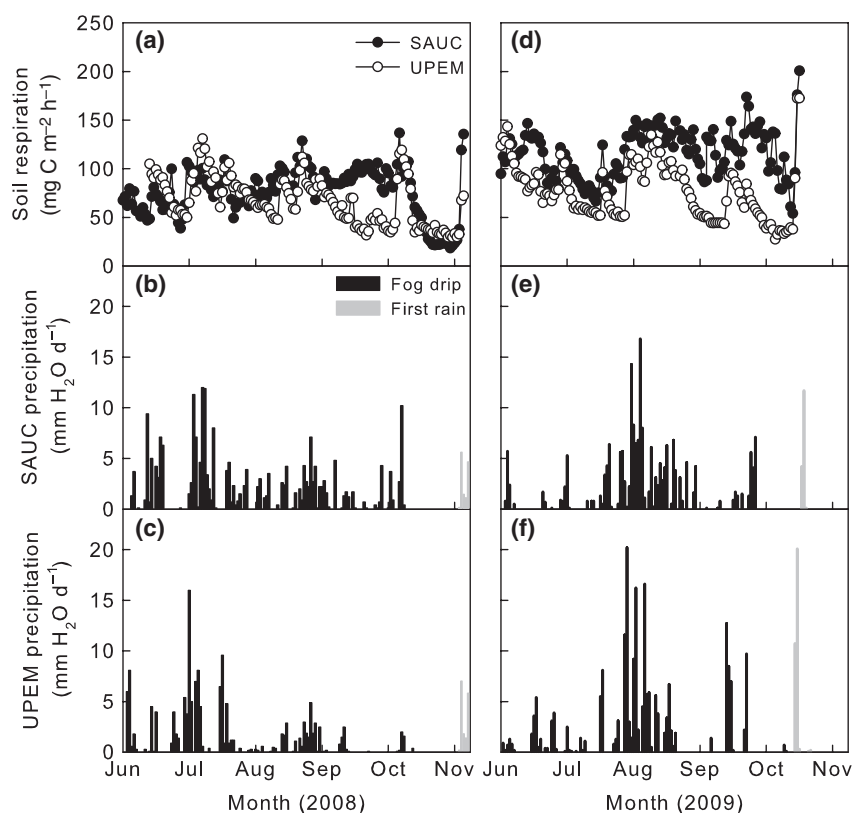 (a)
SAUC
UPEM
(d)
Soil respiration
(mg C m⁻² h⁻¹)
250
200
150
100
50
0
(b)
Fog drip
First rain
(e)
SAUC precipitation
(mm H₂O d⁻¹)
20
15
10
5
0
(c)
(f)
UPEM precipitation
(mm H₂O d⁻¹)
20
15
10
5
0
Jun Jul Aug Sep Oct Nov
Jun Jul Aug Sep Oct Nov
Month (2008)
Month (2009)